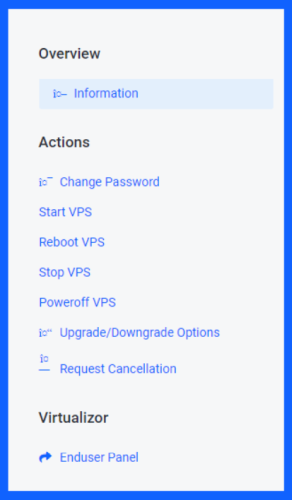 Overview
Information
Actions
Change Password
Start VPS
Reboot VPS
Stop VPS
Poweroff VPS
Upgrade/Downgrade Options
Request Cancellation
Virtualizor
Enduser Panel